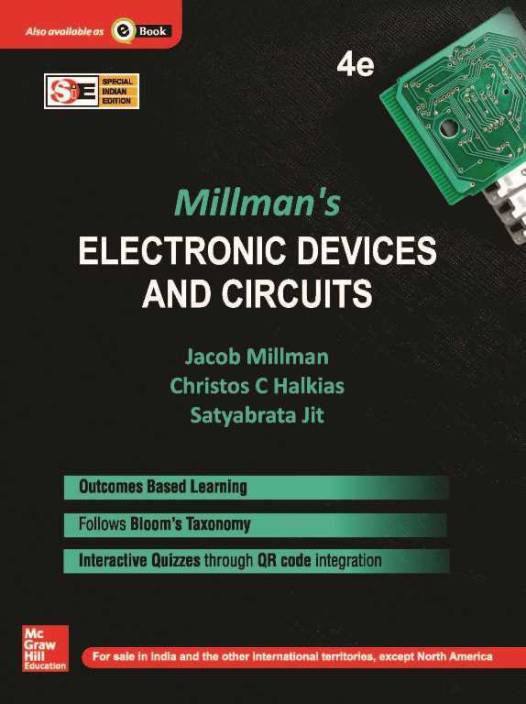 Also available as e Book
4e
SiE SPECIAL
INDIAN
EDITION
Millman's
ELECTRONIC DEVICES
AND CIRCUITS
Jacob Millman
Christos C Halkias
Satyabrata Jit
Outcomes Based Learning
Follows Bloom's Taxonomy
Interactive Quizzes through QR code integration
Mc
Graw
Hill
Education
For sale in India and the other international territories, except North America